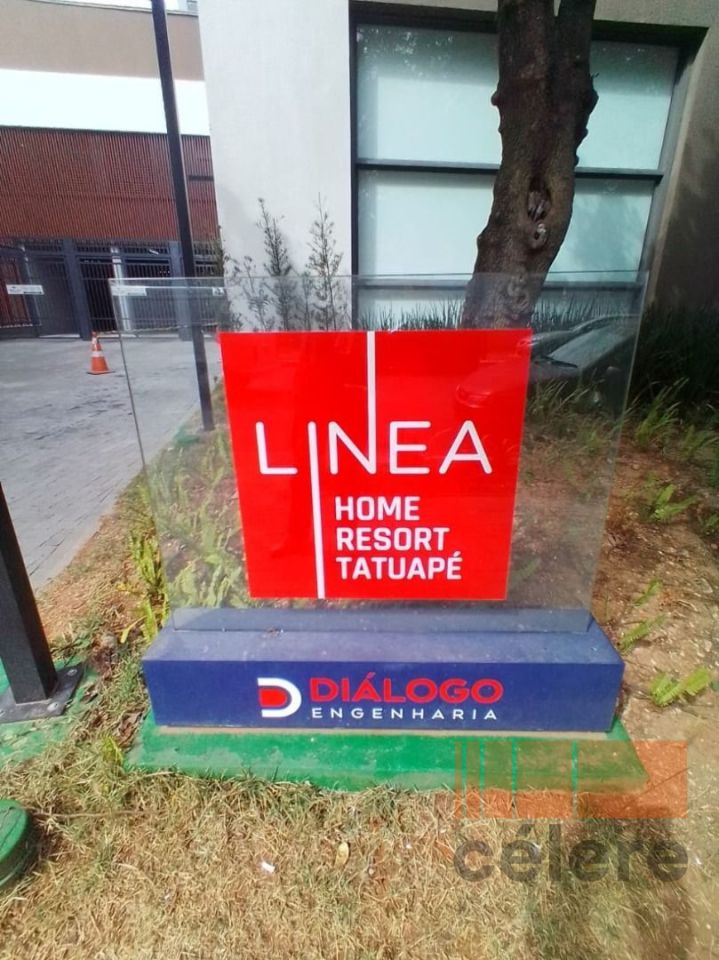 LINEA
HOME
RESORT
TATUAPÉ
DIÁLOGO
ENGENHARIA
célere